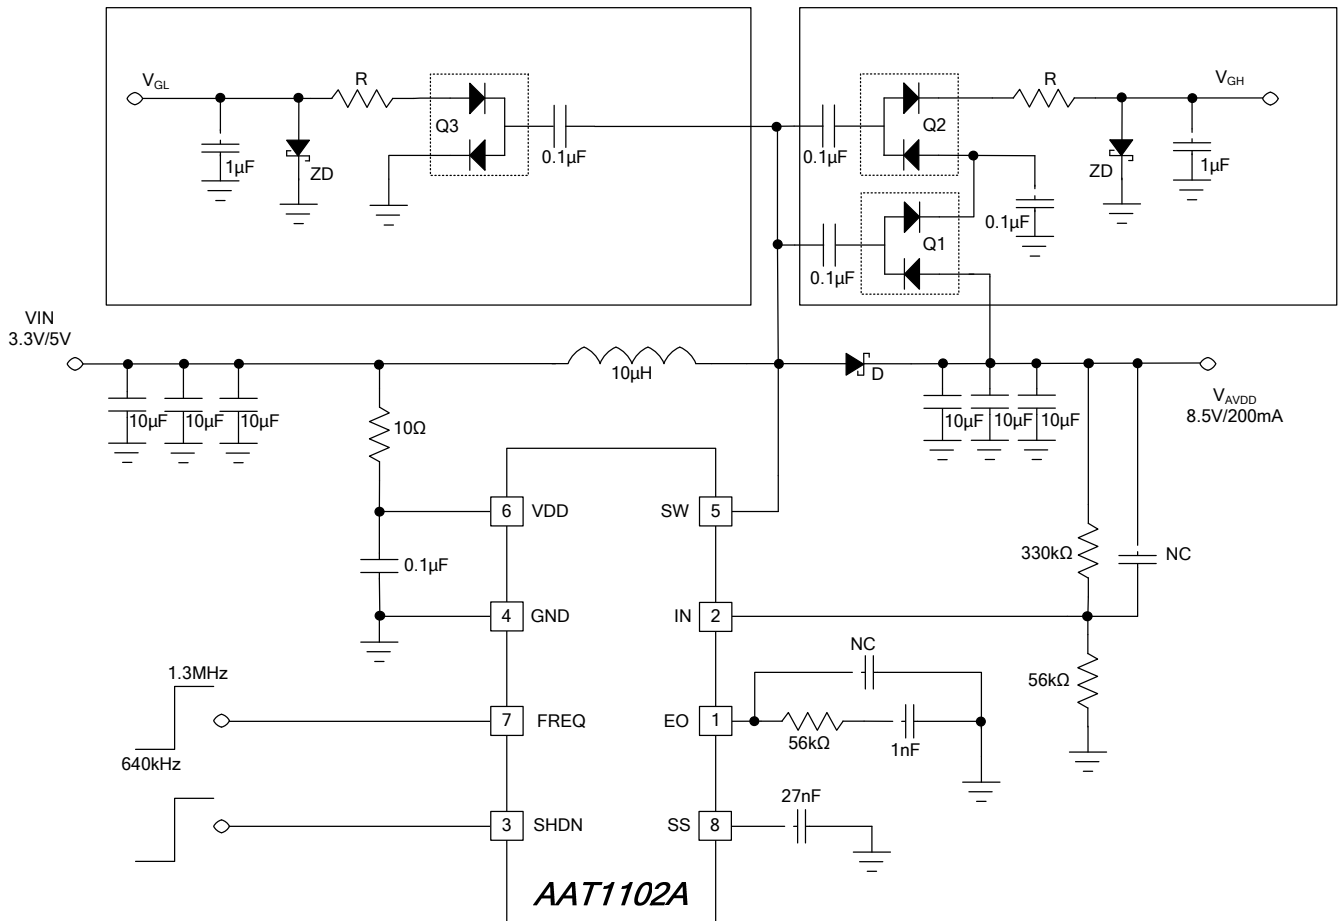 V_GL
R
Q3
1µF
ZD
0.1µF
0.1µF
Q2
R
V_GH
ZD
1µF
0.1µF
Q1
0.1µF
VIN
3.3V/5V
10µH
D
10µF
10µF
10µF
10µF
10µF
10µF
V_AVDD
8.5V/200mA
10Ω
6
VDD
SW
5
0.1µF
330kΩ
NC
4
GND
IN
2
NC
1.3MHz
56kΩ
7
FREQ
EO
1
56kΩ
1nF
640kHz
27nF
3
SHDN
SS
8
AAT1102A